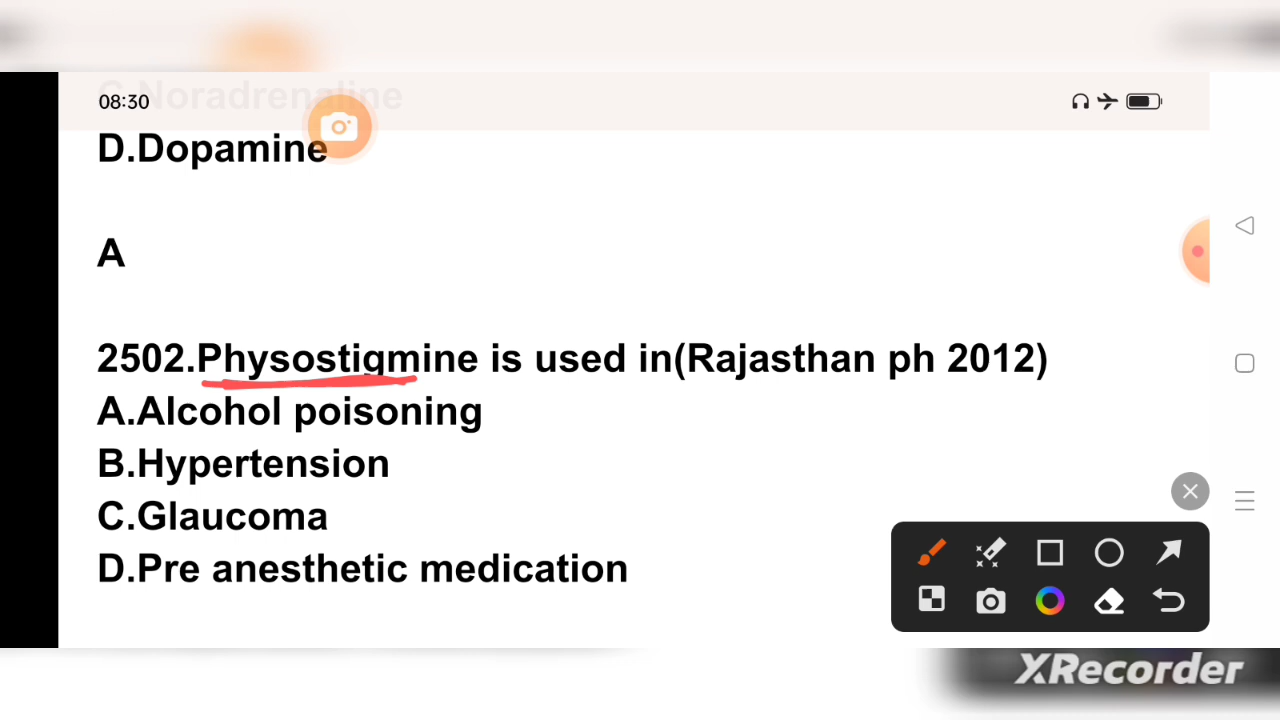 C.Noradrenaline
08:30
D.Dopamine
A
2502.Physostigmine is used in(Rajasthan ph 2012)
A.Alcohol poisoning
B.Hypertension
C.Glaucoma
D.Pre anesthetic medication
XRecorder